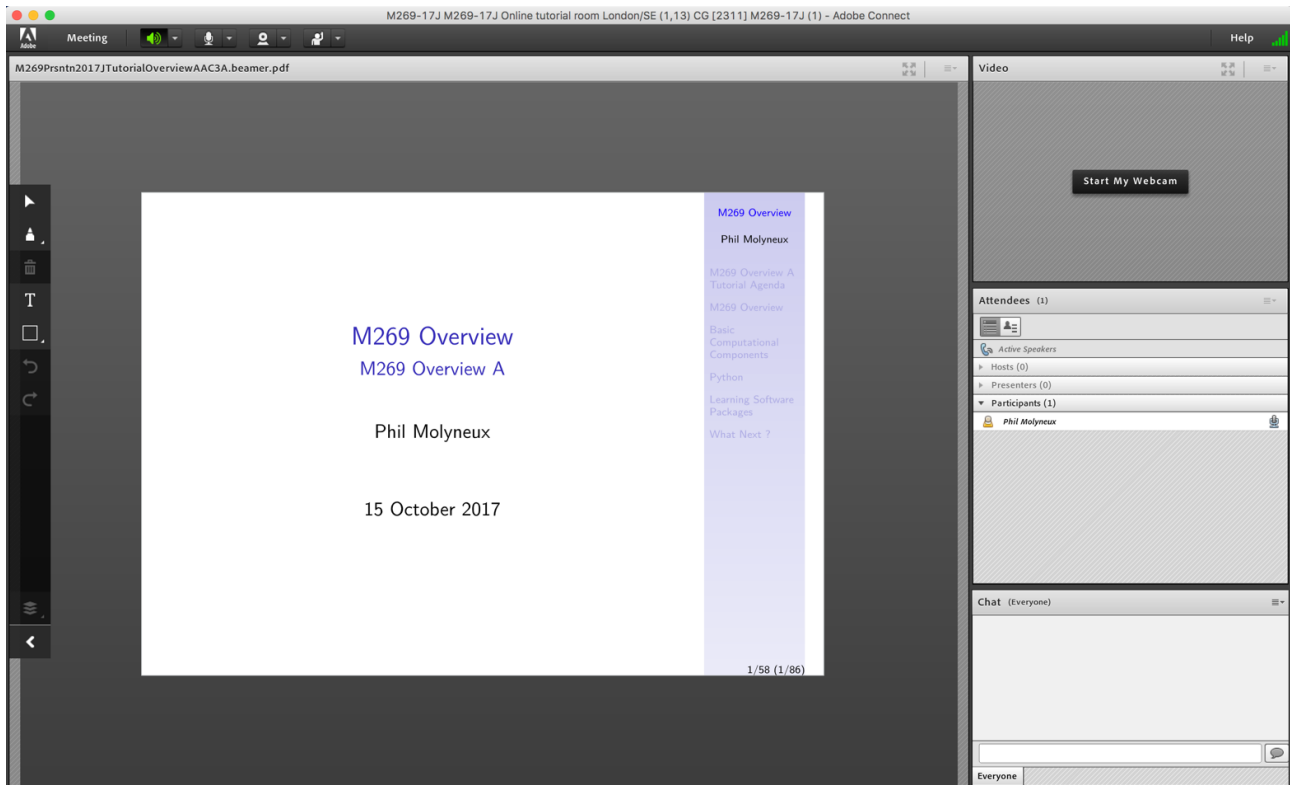 M269-17J M269-17J Online tutorial room London/SE (1,13) CG [2311] M269-17J (1) - Adobe Connect
Adobe
Meeting
Help
M269Prsntn2017JTutorialOverviewAAC3A.beamer.pdf
T
M269 Overview
M269 Overview A
Phil Molyneux
15 October 2017
M269 Overview
Phil Molyneux
M269 Overview A
Tutorial Agenda
M269 Overview
Basic
Computational
Components
Python
Learning Software
Packages
What Next ?
1/58 (1/86)
Video
Start My Webcam
Attendees (1)
Active Speakers
Hosts (0)
Presenters (0)
Participants (1)
Phil Molyneux
Chat (Everyone)
Everyone